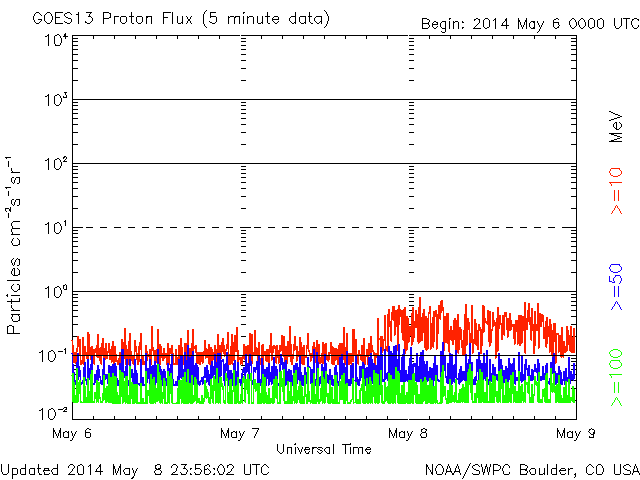 GOES13 Proton Flux (5 minute data)
Begin: 2014 May 6 0000 UTC
10⁴
10³
10²
10¹
10⁰
10⁻¹
10⁻²
Particles cm⁻²s⁻¹sr⁻¹
MeV
>=10
>=50
>=100
May 6
May 7
May 8
May 9
Universal Time
Updated 2014 May  8 23:56:02 UTC
NOAA/SWPC Boulder, CO USA